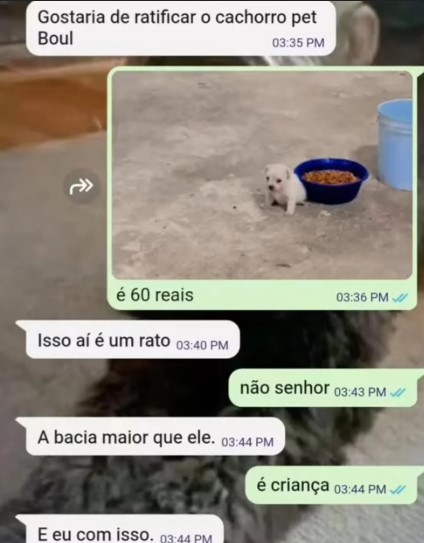 Gostaria de ratificar o cachorro pet
Boul
03:35 PM
é 60 reais
03:36 PM
Isso aí é um rato 03:40 PM
não senhor 03:43 PM
A bacia maior que ele. 03:44 PM
é criança 03:44 PM
E eu com isso. 03:44 PM